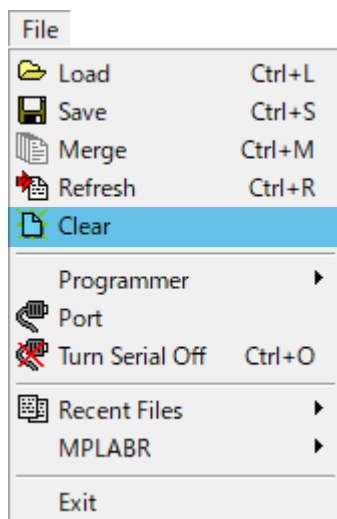 File
Load Ctrl+L
Save Ctrl+S
Merge Ctrl+M
Refresh Ctrl+R
Clear
Programmer
Port
Turn Serial Off Ctrl+O
Recent Files
MPLABR
Exit